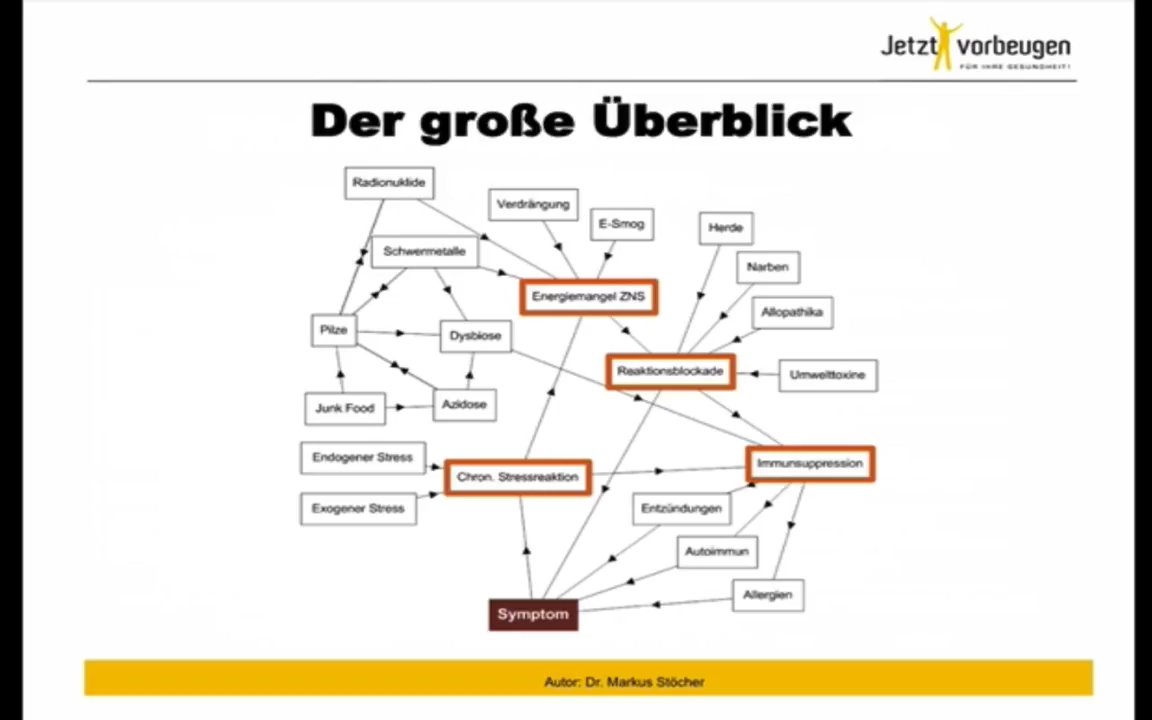 Jetzt vorbeugen
FÜR IHRE GESUNDHEIT!
Der große Überblick
Radionuklide
Verdrängung
E-Smog
Herde
Schwermetalle
Narben
Energiemangel ZNS
Allopathika
Pilze
Dysbiose
Reaktionsblockade
Umwelttoxine
Junk Food
Azidose
Endogener Stress
Chron. Stressreaktion
Immunsuppression
Exogener Stress
Entzündungen
Autoimmun
Allergien
Symptom
Autor: Dr. Markus Stöcher